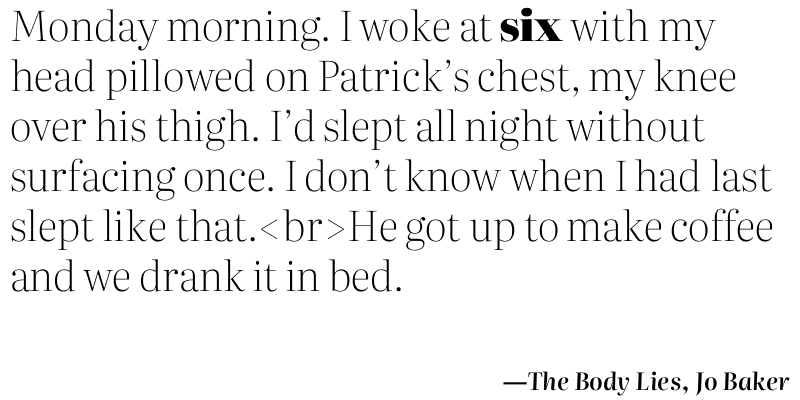 Monday morning. I woke at six with my
head pillowed on Patrick’s chest, my knee
over his thigh. I’d slept all night without
surfacing once. I don’t know when I had last
slept like that.<br>He got up to make coffee
and we drank it in bed.
—The Body Lies, Jo Baker